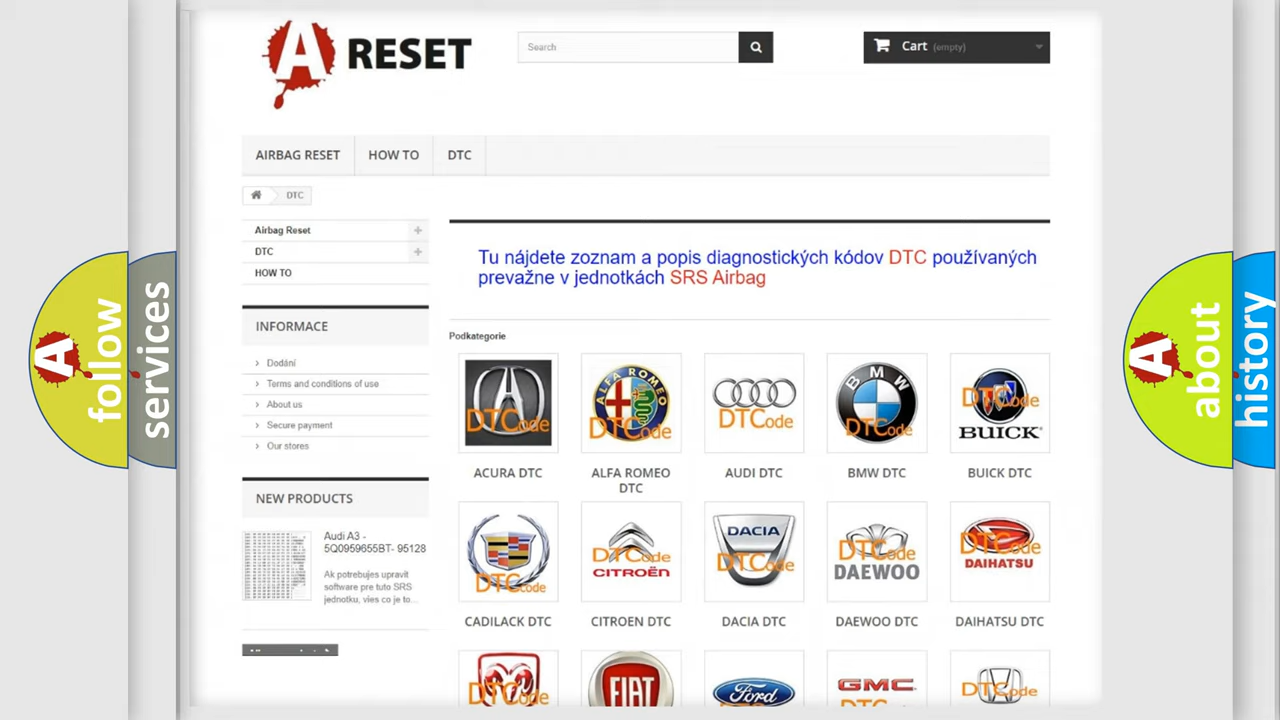 A RESET
Search
Cart (empty)
AIRBAG RESET
HOW TO
DTC
DTC
Airbag Reset
DTC
HOW TO
Tu nájdete zoznam a popis diagnostických kódov DTC používaných
prevažne v jednotkách SRS Airbag
INFORMACE
Dodání
Terms and conditions of use
About us
Secure payment
Our stores
Podkategorie
DTCode
ALFA ROMEO
DTCode
DTCode
BMW
DTCode
DTCode
BUICK
ACURA DTC
ALFA ROMEO
DTC
AUDI DTC
BMW DTC
BUICK DTC
NEW PRODUCTS
Audi A3 -
5Q0959655BT- 95128
Ak potrebujes upravit
software pre tuto SRS
jednotku, vies co je to...
DTCode
DTCode
CITROËN
DACIA
DTCode
DTCode
DAEWOO
DTCode
DAIHATSU
CADILACK DTC
CITROEN DTC
DACIA DTC
DAEWOO DTC
DAIHATSU DTC
DTCode
FIAT
Ford
GMC
DTCode
A follow
services
A about
history